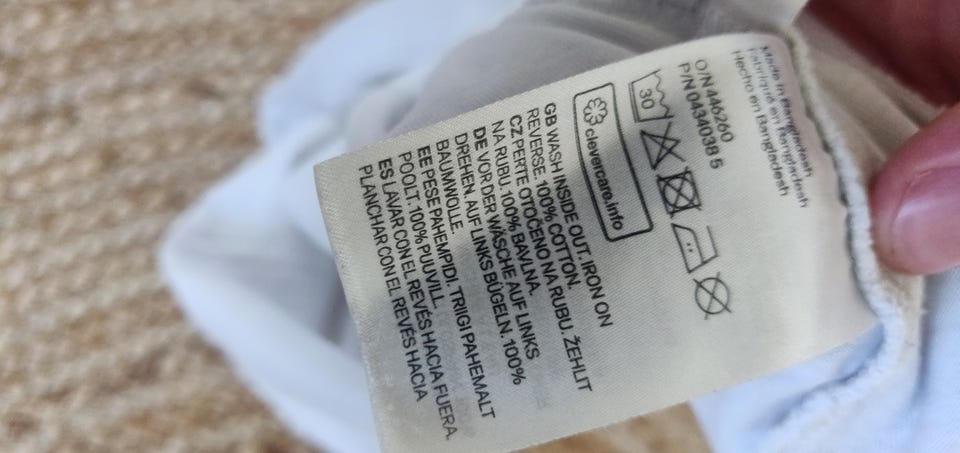 Made in Bangladesh
Fabriqué en Bangladesh
Hecho en Bangladesh
O/N 446260
P/N 0434038 5
30
clevercare.info
GB WASH INSIDE OUT. IRON ON
REVERSE. 100% COTTON.
CZ PERTE OTOČENO NA RUBU. ŽEHLIT
NA RUBU. 100% BAVLNA.
DE VOR DER WÄSCHE AUF LINKS
DREHEN. AUF LINKS BÜGELN. 100%
BAUMWOLLE.
EE PESE PAHEMPIDI. TRIIGI PAHEMALT
POOLT. 100% PUUVILL.
ES LAVAR CON EL REVÉS HACIA FUERA.
PLANCHAR CON EL REVÉS HACIA